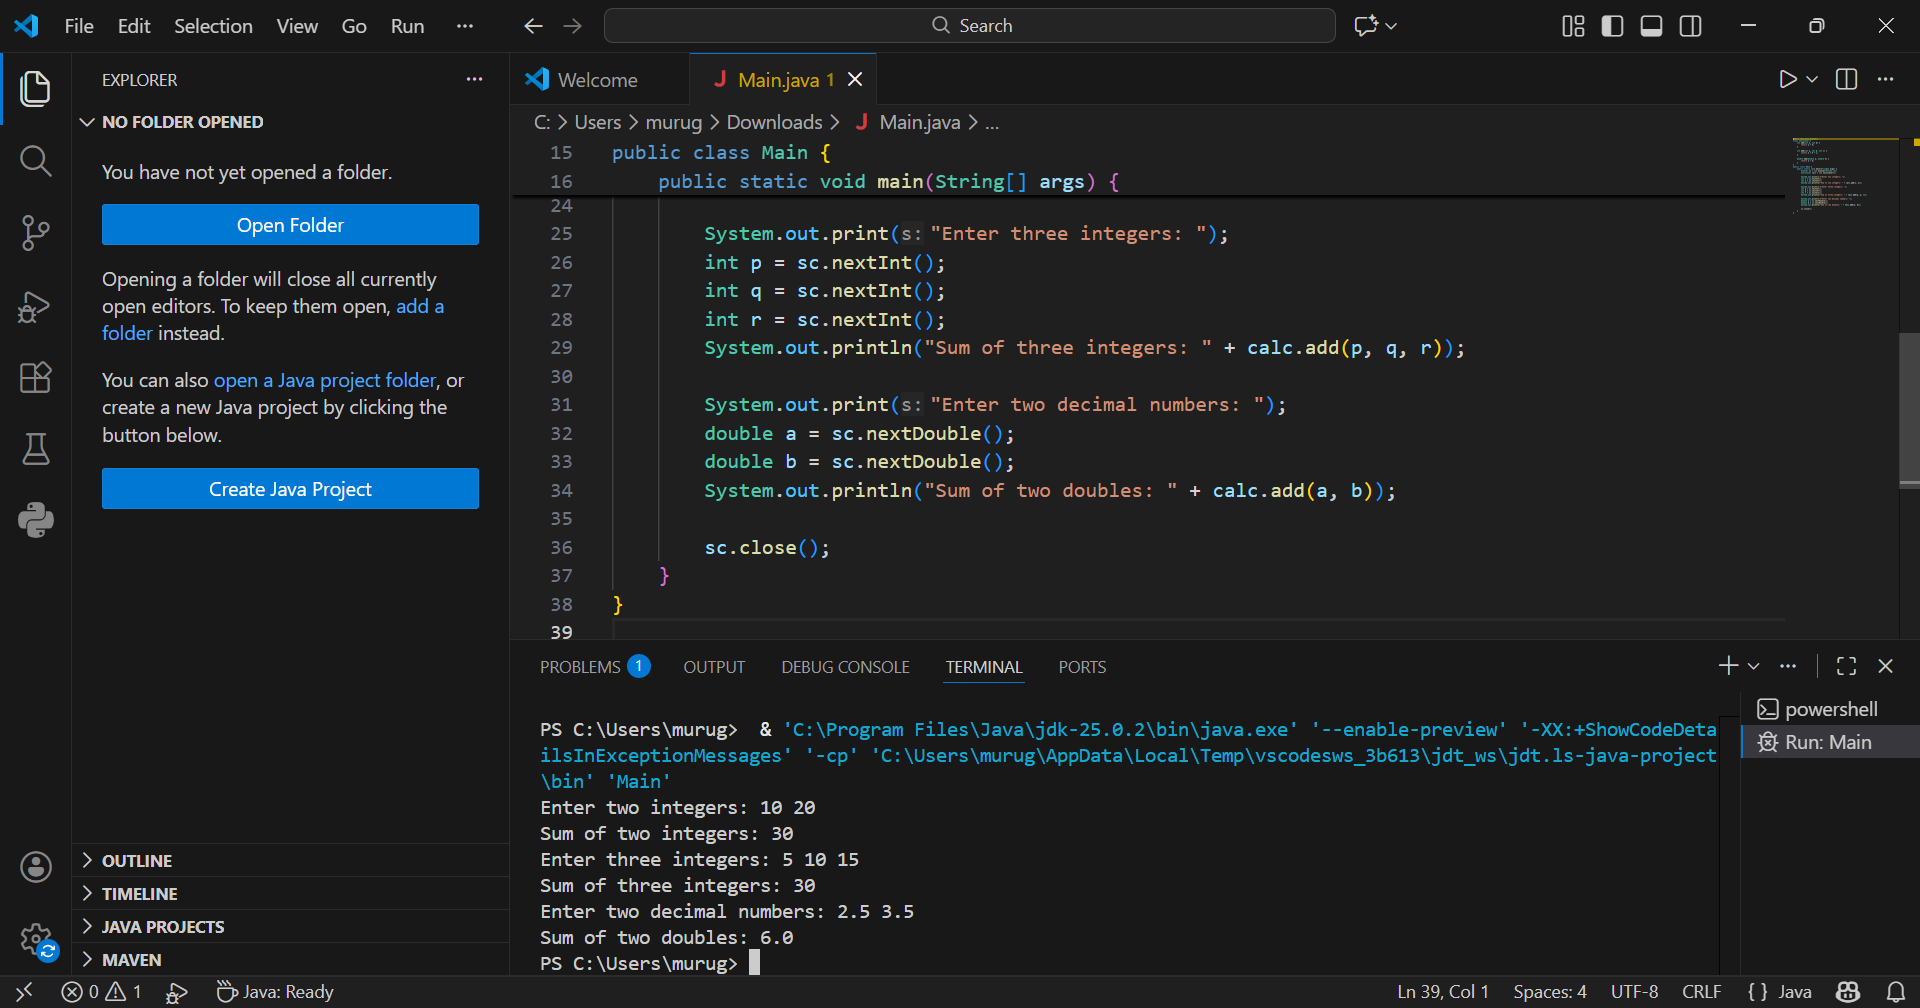 File Edit Selection View Go Run ··· Search
EXPLORER ···
NO FOLDER OPENED
You have not yet opened a folder.
Open Folder
Opening a folder will close all currently
open editors. To keep them open, add a
folder instead.
You can also open a Java project folder, or
create a new Java project by clicking the
button below.
Create Java Project
OUTLINE
TIMELINE
JAVA PROJECTS
MAVEN
Welcome J Main.java 1
C: > Users > murug > Downloads > J Main.java > ...
15 public class Main {
16 public static void main(String[] args) {
24
25 System.out.print(s: "Enter three integers: ");
26 int p = sc.nextInt();
27 int q = sc.nextInt();
28 int r = sc.nextInt();
29 System.out.println("Sum of three integers: " + calc.add(p, q, r));
30
31 System.out.print(s: "Enter two decimal numbers: ");
32 double a = sc.nextDouble();
33 double b = sc.nextDouble();
34 System.out.println("Sum of two doubles: " + calc.add(a, b));
35
36 sc.close();
37 }
38 }
39
PROBLEMS 1 OUTPUT DEBUG CONSOLE TERMINAL PORTS
PS C:\Users\murug> & 'C:\Program Files\Java\jdk-25.0.2\bin\java.exe' '--enable-preview' '-XX:+ShowCodeDeta
ilsInExceptionMessages' '-cp' 'C:\Users\murug\AppData\Local\Temp\vscodesws_3b613\jdt_ws\jdt.ls-java-project
\bin' 'Main'
Enter two integers: 10 20
Sum of two integers: 30
Enter three integers: 5 10 15
Sum of three integers: 30
Enter two decimal numbers: 2.5 3.5
Sum of two doubles: 6.0
PS C:\Users\murug>
powershell
Run: Main
0 1 Java: Ready Ln 39, Col 1 Spaces: 4 UTF-8 CRLF { } Java